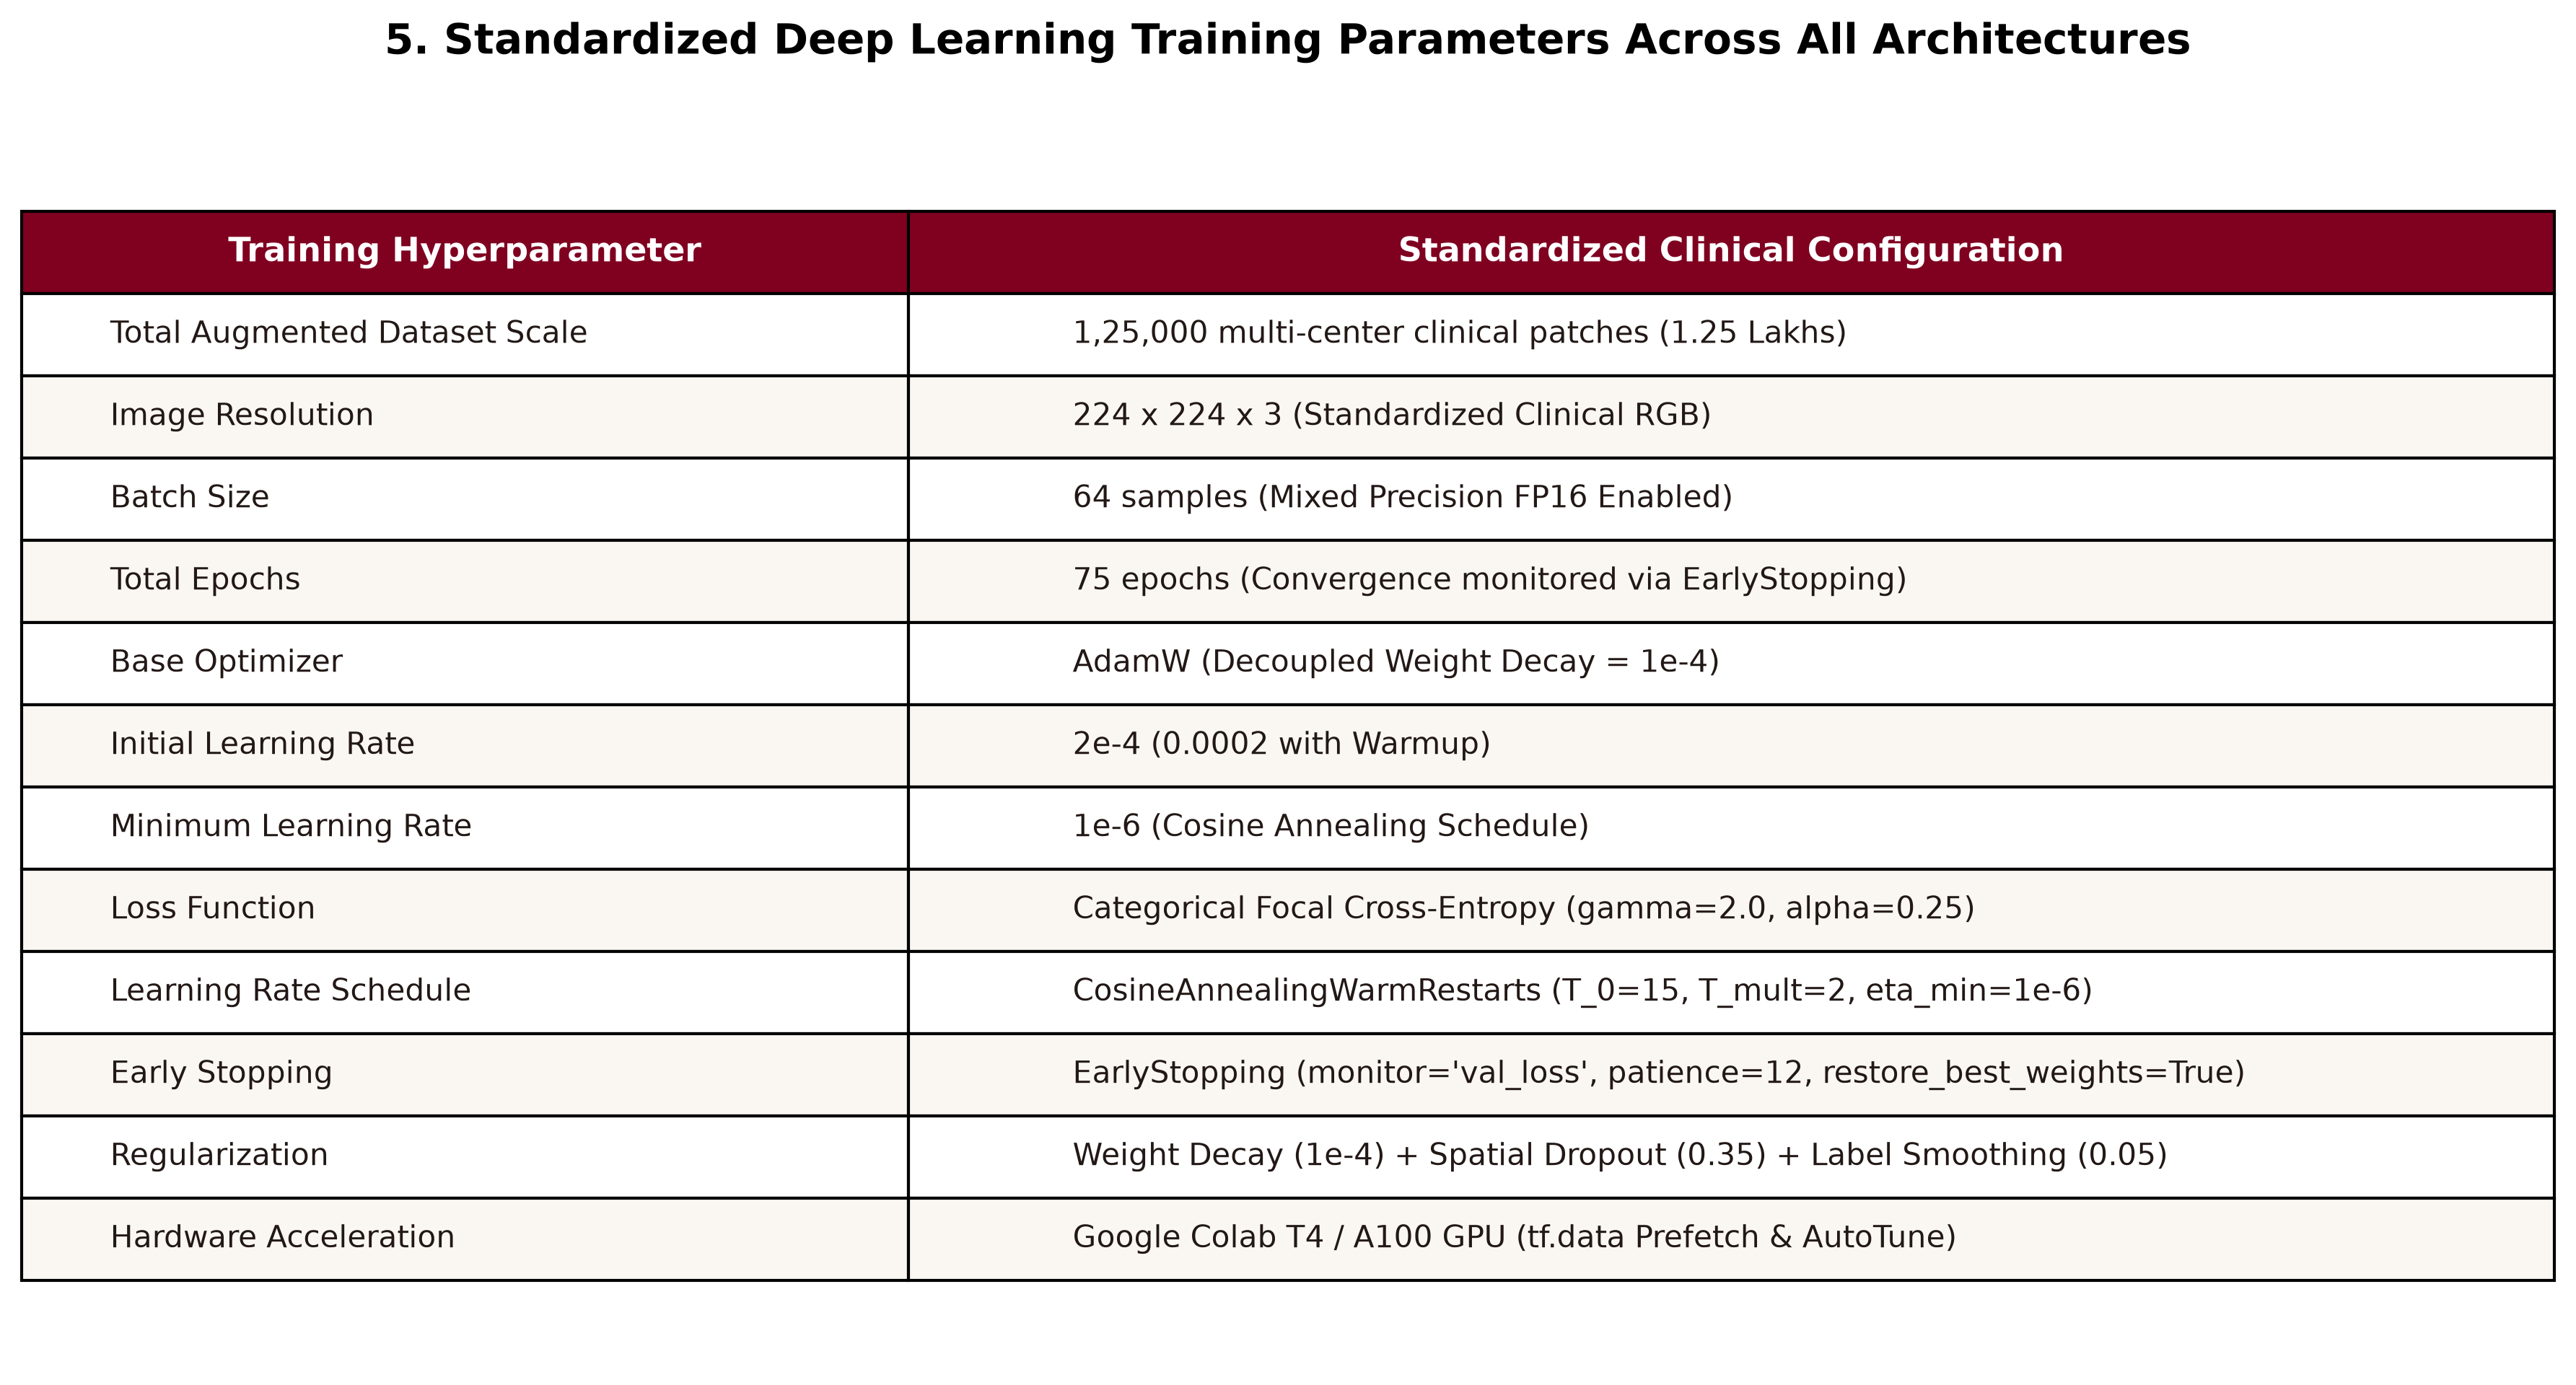 5. Standardized Deep Learning Training Parameters Across All Architectures
Training Hyperparameter Standardized Clinical Configuration
Total Augmented Dataset Scale 1,25,000 multi-center clinical patches (1.25 Lakhs)
Image Resolution 224 x 224 x 3 (Standardized Clinical RGB)
Batch Size 64 samples (Mixed Precision FP16 Enabled)
Total Epochs 75 epochs (Convergence monitored via EarlyStopping)
Base Optimizer AdamW (Decoupled Weight Decay = 1e-4)
Initial Learning Rate 2e-4 (0.0002 with Warmup)
Minimum Learning Rate 1e-6 (Cosine Annealing Schedule)
Loss Function Categorical Focal Cross-Entropy (gamma=2.0, alpha=0.25)
Learning Rate Schedule CosineAnnealingWarmRestarts (T_0=15, T_mult=2, eta_min=1e-6)
Early Stopping EarlyStopping (monitor='val_loss', patience=12, restore_best_weights=True)
Regularization Weight Decay (1e-4) + Spatial Dropout (0.35) + Label Smoothing (0.05)
Hardware Acceleration Google Colab T4 / A100 GPU (tf.data Prefetch & AutoTune)